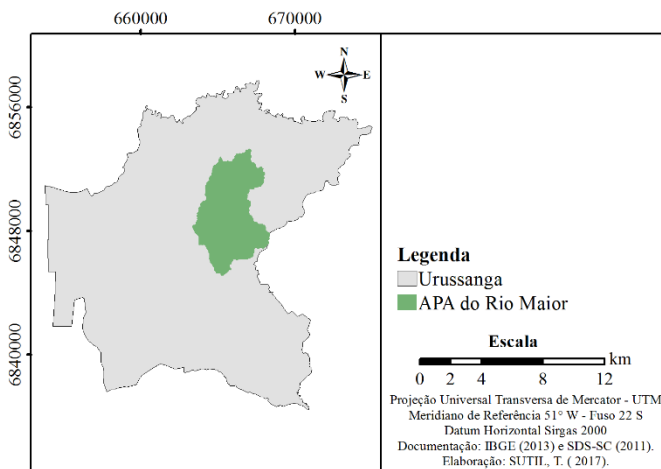 660000 670000
N
W E
S
6856000
6848000
6840000
Legenda
Urussanga
APA do Rio Maior
Escala
km
0 2 4 8 12
Projeção Universal Transversa de Mercator - UTM
Meridiano de Referência 51° W - Fuso 22 S
Datum Horizontal Sirgas 2000
Documentação: IBGE (2013) e SDS-SC (2011).
Elaboração: SUTIL, T. ( 2017).